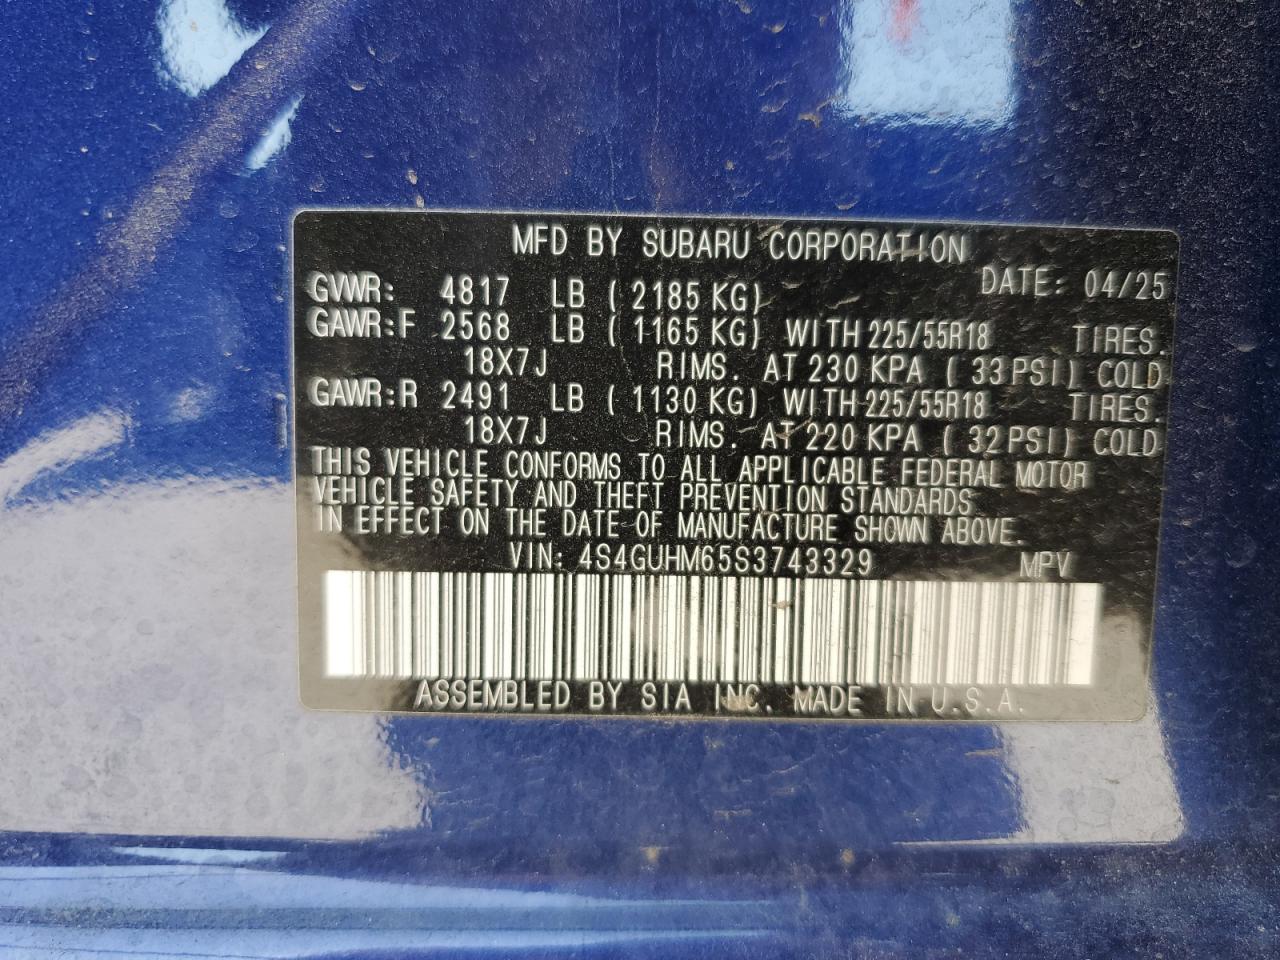 MFD BY SUBARU CORPORATION
DATE: 04/25
GVWR: 4817 LB ( 2185 KG)
GAWR:F 2568 LB ( 1165 KG) WITH 225/55R18 TIRES.
18X7J RIMS. AT 230 KPA ( 33 PSI) COLD
GAWR:R 2491 LB ( 1130 KG) WITH 225/55R18 TIRES.
18X7J RIMS. AT 220 KPA ( 32 PSI) COLD
THIS VEHICLE CONFORMS TO ALL APPLICABLE FEDERAL MOTOR
VEHICLE SAFETY AND THEFT PREVENTION STANDARDS
IN EFFECT ON THE DATE OF MANUFACTURE SHOWN ABOVE.
VIN: 4S4GUHM65S3743329 MPV
ASSEMBLED BY SIA INC. MADE IN U.S.A.